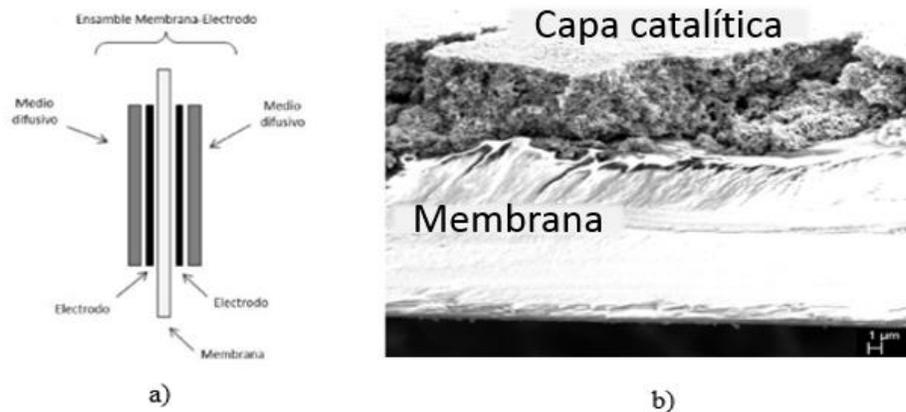 Ensamble Membrana-Electrodo
Medio
difusivo
Medio
difusivo
Electrodo
Electrodo
Membrana
a)
Capa catalítica
Membrana
1 μm
b)